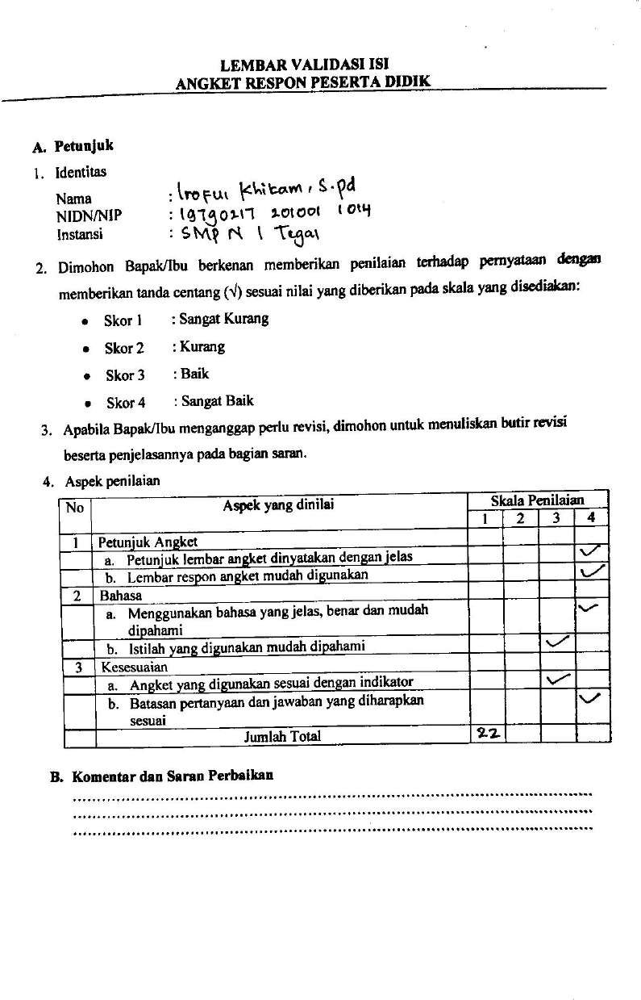 LEMBAR VALIDASI ISI
ANGKET RESPON PESERTA DIDIK
A. Petunjuk
1. Identitas
Nama : Iroful Khitam, S.pd
NIDN/NIP : 19790217 201001 1 014
Instansi : SMP N 1 Tegal
2. Dimohon Bapak/Ibu berkenan memberikan penilaian terhadap pernyataan dengan
memberikan tanda centang (√) sesuai nilai yang diberikan pada skala yang disediakan:
• Skor 1 : Sangat Kurang
• Skor 2 : Kurang
• Skor 3 : Baik
• Skor 4 : Sangat Baik
3. Apabila Bapak/Ibu menganggap perlu revisi, dimohon untuk menuliskan butir revisi
beserta penjelasannya pada bagian saran.
4. Aspek penilaian
No Aspek yang dinilai Skala Penilaian
1 2 3 4
1 Petunjuk Angket
a. Petunjuk lembar angket dinyatakan dengan jelas ✓
b. Lembar respon angket mudah digunakan ✓
2 Bahasa
a. Menggunakan bahasa yang jelas, benar dan mudah ✓
dipahami
b. Istilah yang digunakan mudah dipahami ✓
3 Kesesuaian
a. Angket yang digunakan sesuai dengan indikator ✓
b. Batasan pertanyaan dan jawaban yang diharapkan ✓
sesuai
Jumlah Total 22
B. Komentar dan Saran Perbaikan